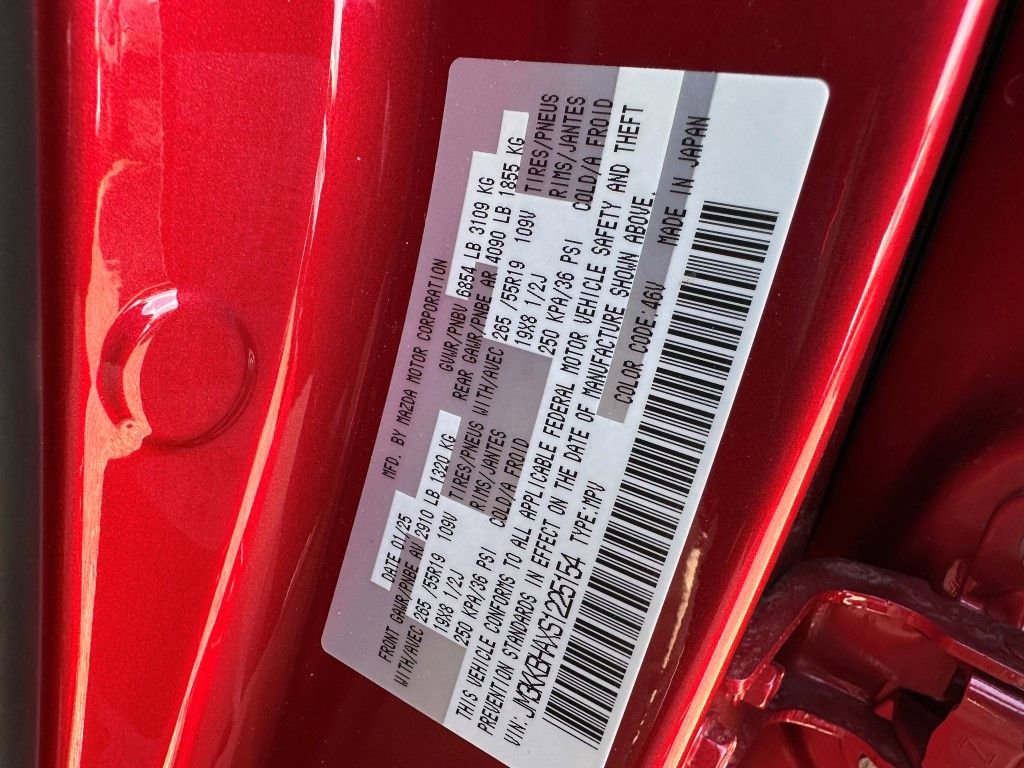 MFD. BY MAZDA MOTOR CORPORATION
DATE 01/25 GVWR/PNBV 6854 LB 3109 KG
FRONT GAWR/PNBE AV 2910 LB 1320 KG REAR GAWR/PNBE AR 4090 LB 1855 KG
WITH/AVEC 265 /55R19 109V TIRES/PNEUS WITH/AVEC 265 /55R19 109V TIRES/PNEUS
19X8 1/2J RIMS/JANTES 19X8 1/2J RIMS/JANTES
250 KPA/36 PSI COLD/A FROID 250 KPA/36 PSI COLD/A FROID
THIS VEHICLE CONFORMS TO ALL APPLICABLE FEDERAL MOTOR VEHICLE SAFETY AND THEFT
PREVENTION STANDARDS IN EFFECT ON THE DATE OF MANUFACTURE SHOWN ABOVE.
VIN: JM3KKBHAXS1225154 TYPE:MPV COLOR CODE:46V MADE IN JAPAN